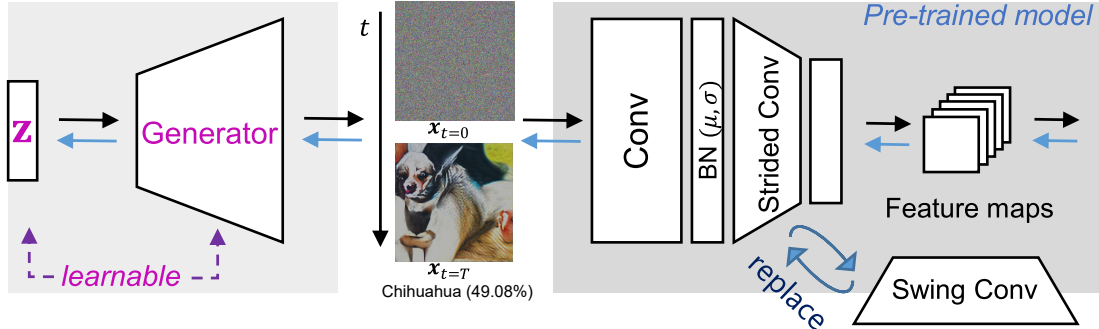 Pre-trained model
t
z
Generator
learnable
x_{t=0}
x_{t=T}
Chihuahua (49.08%)
Conv
BN (μ, σ)
Strided Conv
Feature maps
replace
Swing Conv